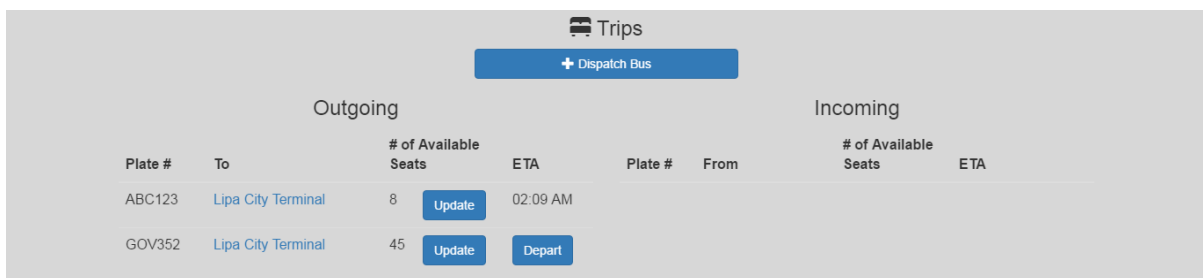 Trips
Dispatch Bus
Outgoing
Plate # To # of Available Seats ETA
ABC123 Lipa City Terminal 8 Update 02:09 AM
GOV352 Lipa City Terminal 45 Update Depart
Incoming
Plate # From # of Available Seats ETA